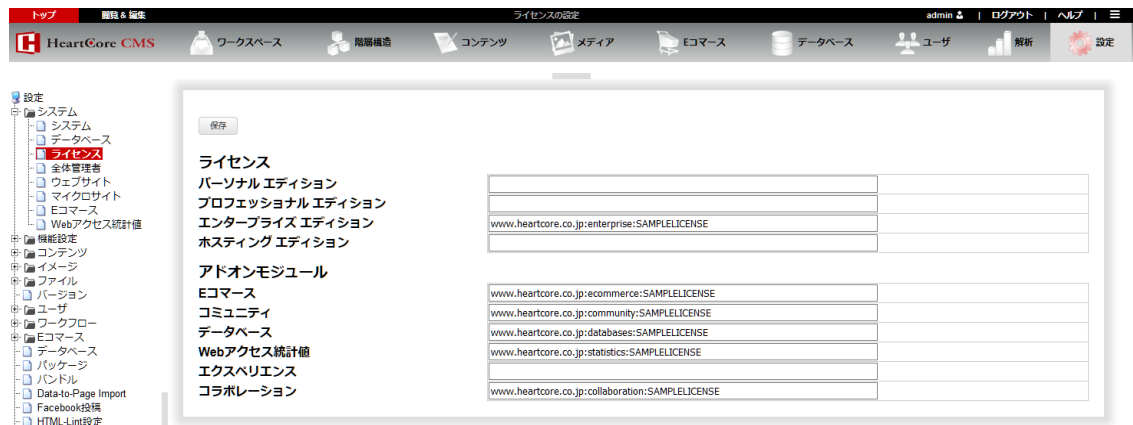 トップ 閲覧 & 編集 ライセンスの設定 admin | ログアウト | ヘルプ |
HeartCore CMS ワークスペース 階層構造 コンテンツ メディア Eコマース データベース ユーザ 解析 設定
設定
システム
システム
データベース
ライセンス
全体管理者
ウェブサイト
マイクロサイト
Eコマース
Webアクセス統計値
機能設定
コンテンツ
イメージ
ファイル
バージョン
ユーザ
ワークフロー
Eコマース
データベース
パッケージ
バンドル
Data-to-Page Import
Facebook投稿
HTML-Lint設定
保存
ライセンス
パーソナル エディション
プロフェッショナル エディション
エンタープライズ エディション www.heartcore.co.jp:enterprise:SAMPLELICENSE
ホスティング エディション
アドオンモジュール
Eコマース www.heartcore.co.jp:ecommerce:SAMPLELICENSE
コミュニティ www.heartcore.co.jp:community:SAMPLELICENSE
データベース www.heartcore.co.jp:databases:SAMPLELICENSE
Webアクセス統計値 www.heartcore.co.jp:statistics:SAMPLELICENSE
エクスペリエンス
コラボレーション www.heartcore.co.jp:collaboration:SAMPLELICENSE